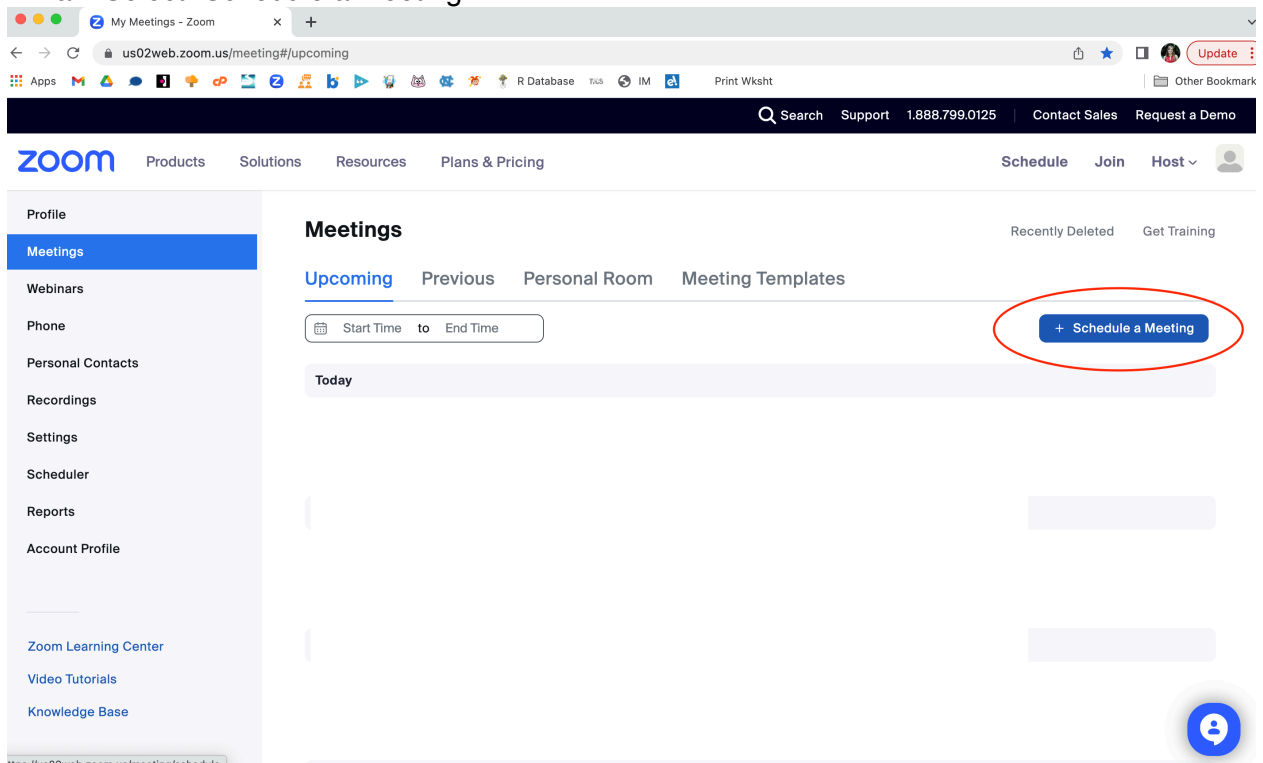 My Meetings - Zoom
us02web.zoom.us/meeting#/upcoming
Update
Apps
R Database
IM
Print Wksht
Other Bookmark
Search Support 1.888.799.0125 Contact Sales Request a Demo
zoom Products Solutions Resources Plans & Pricing Schedule Join Host
Profile
Meetings
Webinars
Phone
Personal Contacts
Recordings
Settings
Scheduler
Reports
Account Profile
Zoom Learning Center
Video Tutorials
Knowledge Base
Meetings
Recently Deleted Get Training
Upcoming Previous Personal Room Meeting Templates
Start Time to End Time
+ Schedule a Meeting
Today